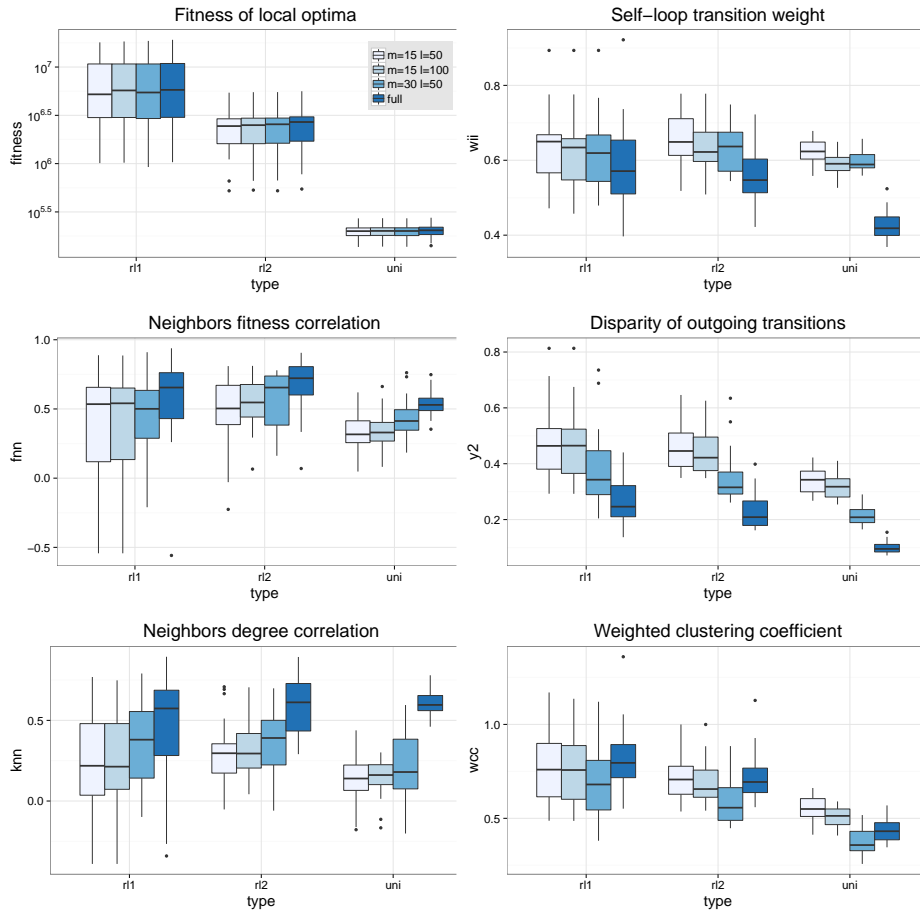 Fitness of local optima
10^7
10^6.5
10^6
10^5.5
fitness
m=15 l=50
m=15 l=100
m=30 l=50
full
rl1 rl2 uni
type
Self−loop transition weight
0.8
0.6
0.4
wii
rl1 rl2 uni
type
Neighbors fitness correlation
1.0
0.5
0.0
−0.5
fnn
rl1 rl2 uni
type
Disparity of outgoing transitions
0.8
0.6
0.4
0.2
y2
rl1 rl2 uni
type
Neighbors degree correlation
0.5
0.0
knn
rl1 rl2 uni
type
Weighted clustering coefficient
1.0
0.5
wcc
rl1 rl2 uni
type